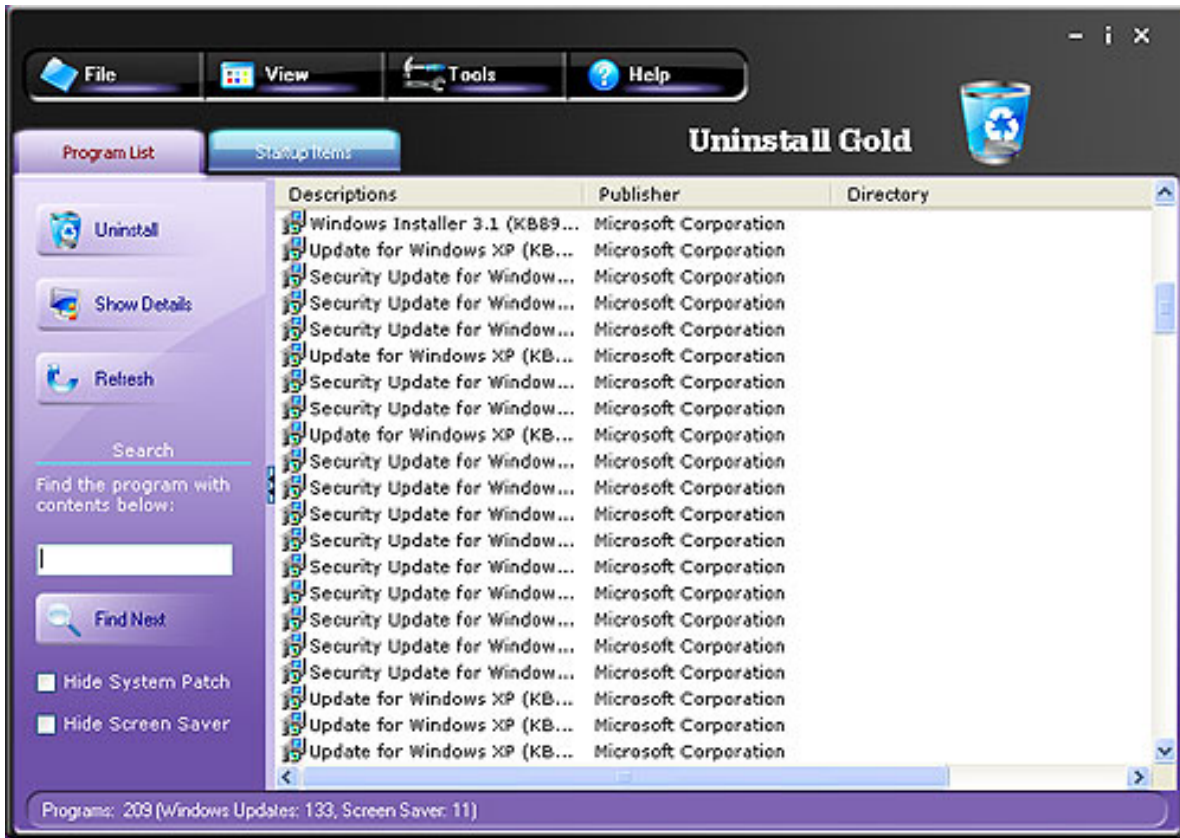 File View Tools Help
Uninstall Gold
Program List Startup Items
Descriptions Publisher Directory
Uninstall
Show Details
Refresh
Search
Find the program with
contents below:
Find Next
Hide System Patch
Hide Screen Saver
Windows Installer 3.1 (KB89... Microsoft Corporation
Update for Windows XP (KB... Microsoft Corporation
Security Update for Window... Microsoft Corporation
Security Update for Window... Microsoft Corporation
Security Update for Window... Microsoft Corporation
Update for Windows XP (KB... Microsoft Corporation
Security Update for Window... Microsoft Corporation
Security Update for Window... Microsoft Corporation
Update for Windows XP (KB... Microsoft Corporation
Security Update for Window... Microsoft Corporation
Security Update for Window... Microsoft Corporation
Security Update for Window... Microsoft Corporation
Security Update for Window... Microsoft Corporation
Security Update for Window... Microsoft Corporation
Security Update for Window... Microsoft Corporation
Security Update for Window... Microsoft Corporation
Security Update for Window... Microsoft Corporation
Security Update for Window... Microsoft Corporation
Update for Windows XP (KB... Microsoft Corporation
Update for Windows XP (KB... Microsoft Corporation
Update for Windows XP (KB... Microsoft Corporation
Programs: 209 (Windows Updates: 133, Screen Saver: 11)